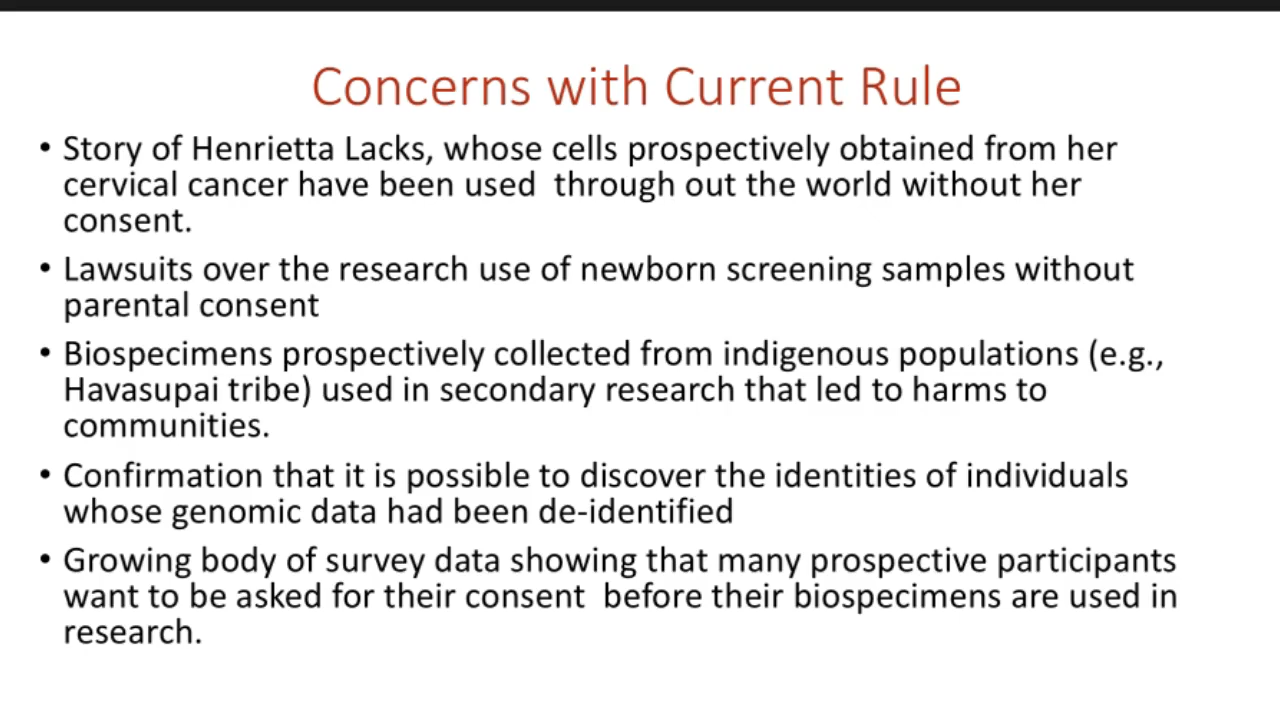 Concerns with Current Rule
• Story of Henrietta Lacks, whose cells prospectively obtained from her
cervical cancer have been used  through out the world without her
consent.
• Lawsuits over the research use of newborn screening samples without
parental consent
• Biospecimens prospectively collected from indigenous populations (e.g.,
Havasupai tribe) used in secondary research that led to harms to
communities.
• Confirmation that it is possible to discover the identities of individuals
whose genomic data had been de-identified
• Growing body of survey data showing that many prospective participants
want to be asked for their consent  before their biospecimens are used in
research.